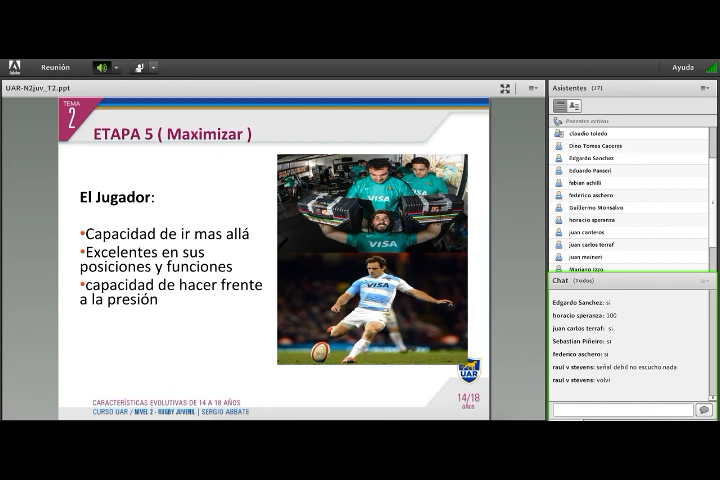 Adobe
Reunión
Ayuda
UAR-N2juv_T2.ppt
TEMA
2
ETAPA 5 ( Maximizar )
El Jugador:
•Capacidad de ir mas allá
•Excelentes en sus
posiciones y funciones
•capacidad de hacer frente
a la presión
VISA
VISA
VISA
VISA
UAR
CARACTERÍSTICAS EVOLUTIVAS DE 14 A 18 AÑOS
CURSO UAR / NIVEL 2 - RUGBY JUVENIL | SERGIO ABBATE
14/18
años
Asistentes (17)
Ponentes activos
claudio toledo
Dino Tomas Caceres
Edgardo Sanchez
Eduardo Panseri
fabian achilli
federico aschero
Guillermo Monsalvo
horacio speranza
juan canteros
juan carlos terraf
juan maineri
Mariano Izzo
Chat (Todos)
Edgardo Sanchez: si
horacio speranza: 100
juan carlos terraf: si
Sebastian Piñeiro: si
federico aschero: si
raul v stevens: señal debil no escucho nada
raul v stevens: volvi